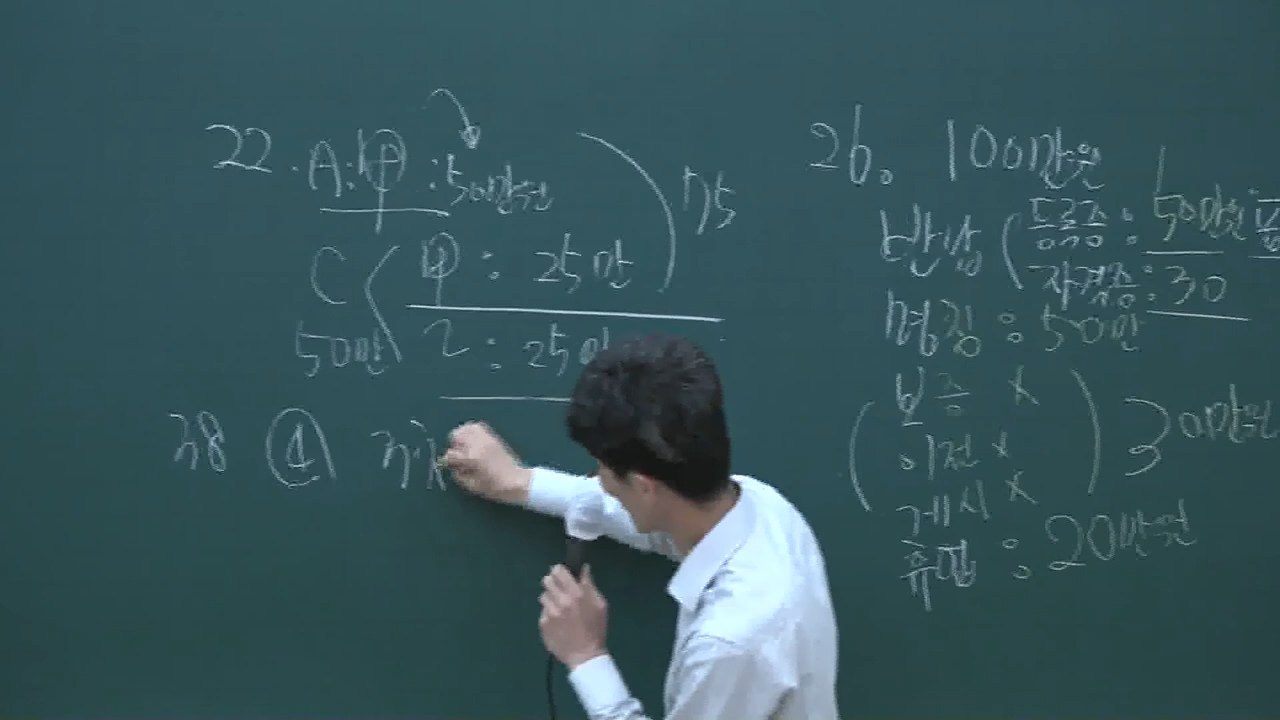 22. A: 甲 : 50만원
C 甲 : 25만 75
50만 乙 : 25만
38 ①
26. 100만원
반납 등록증 : 50만원
자격증 : 30
명칭 : 50만
보증 X
이전 X 30만원
게시 X
휴폐 : 20만원